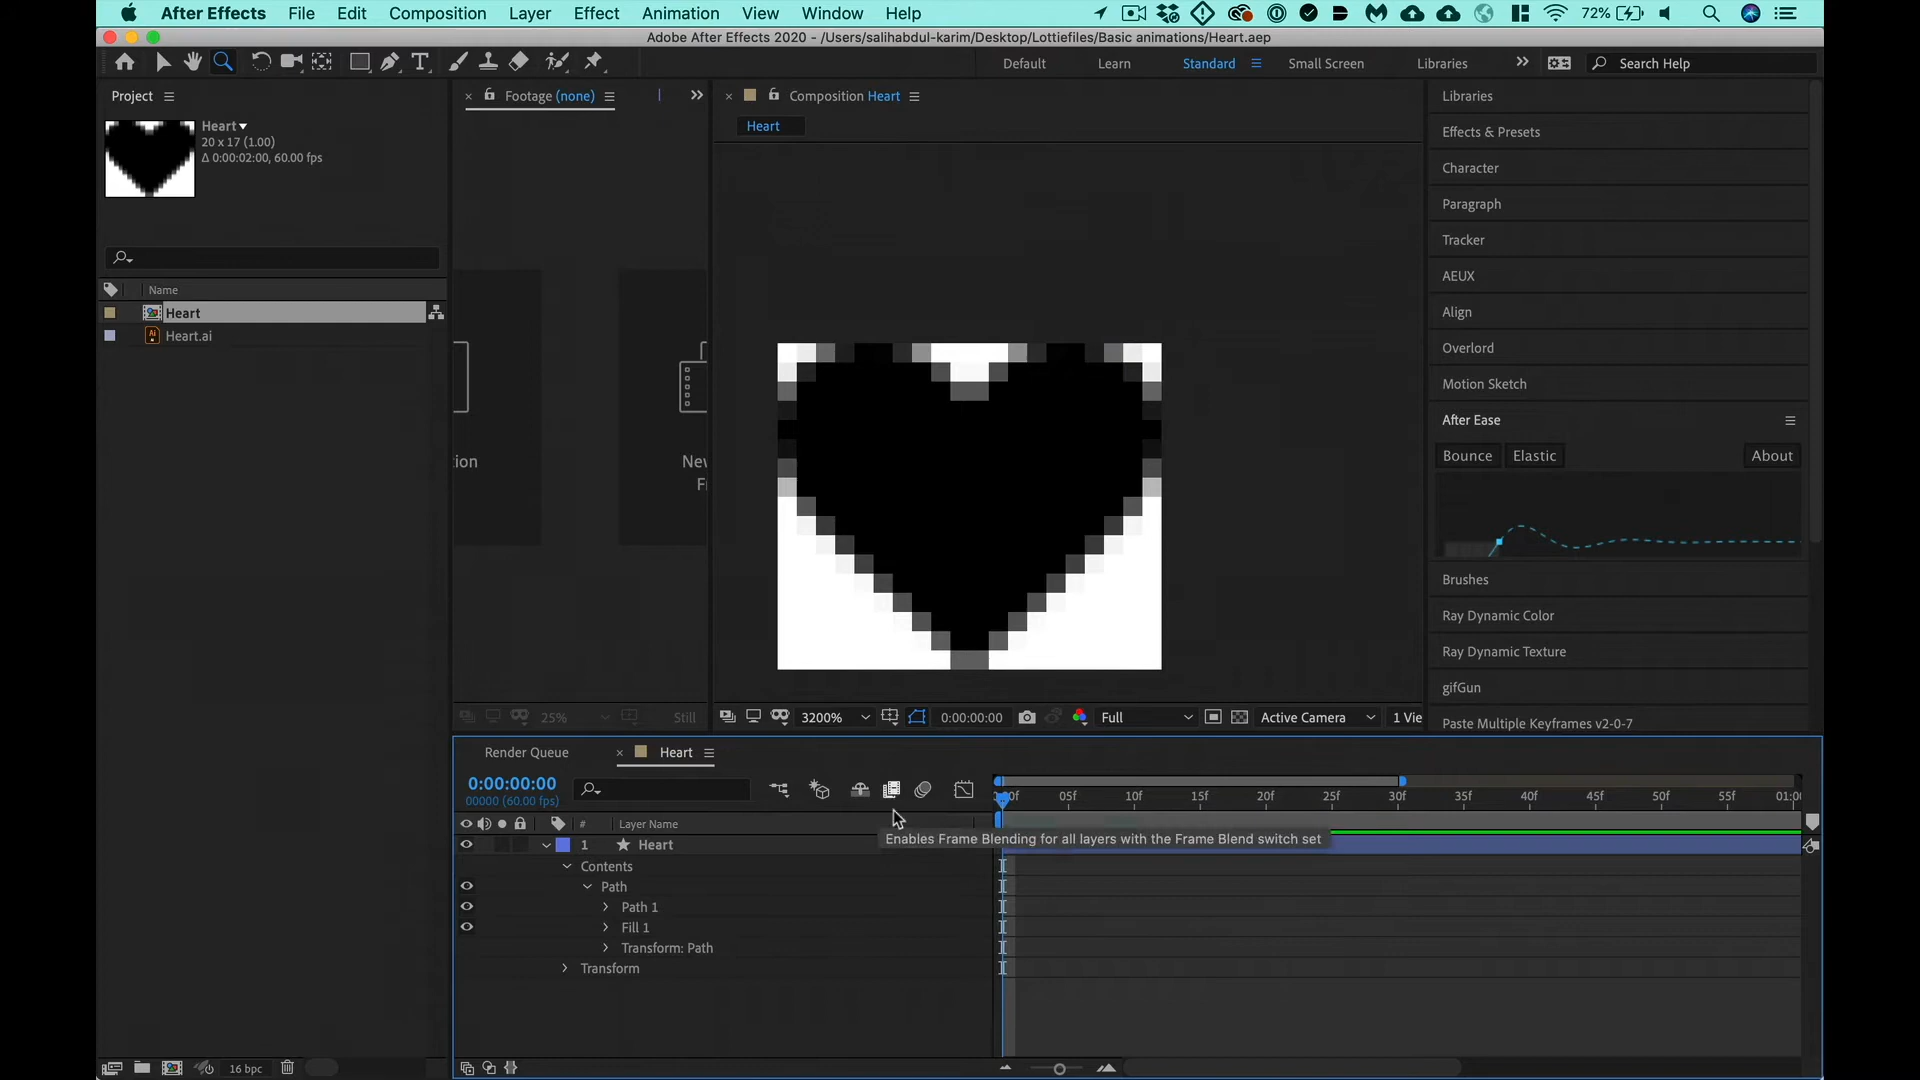 After Effects File Edit Composition Layer Effect Animation View Window Help 72%
Adobe After Effects 2020 - /Users/salihabdul-karim/Desktop/Lottiefiles/Basic animations/Heart.aep
T Default Learn Standard Small Screen Libraries Search Help
Project
Footage (none)
Composition Heart
Heart
Heart
20 x 17 (1.00)
Δ 0:00:02:00, 60.00 fps
Name
Heart
Ai Heart.ai
tion
New
F
25% Still
3200% 0:00:00:00 Full Active Camera 1 Vie
Libraries
Effects & Presets
Character
Paragraph
Tracker
AEUX
Align
Overlord
Motion Sketch
After Ease
Bounce Elastic About
Brushes
Ray Dynamic Color
Ray Dynamic Texture
gifGun
Paste Multiple Keyframes v2-0-7
Render Queue Heart
0:00:00:00
00000 (60.00 fps)
00f 05f 10f 15f 20f 25f 30f 35f 40f 45f 50f 55f 01:00
# Layer Name
Enables Frame Blending for all layers with the Frame Blend switch set
1 Heart
Contents
Path
Path 1
Fill 1
Transform: Path
Transform
16 bpc